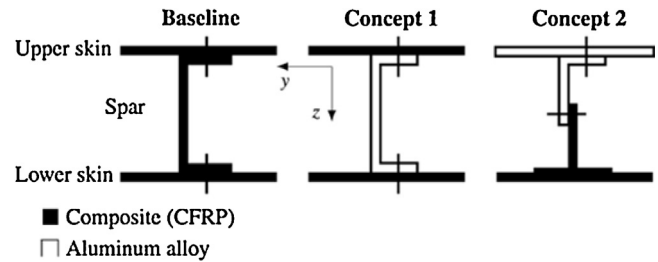 Baseline Concept 1 Concept 2
Upper skin
y
Spar
z
Lower skin
Composite (CFRP)
Aluminum alloy